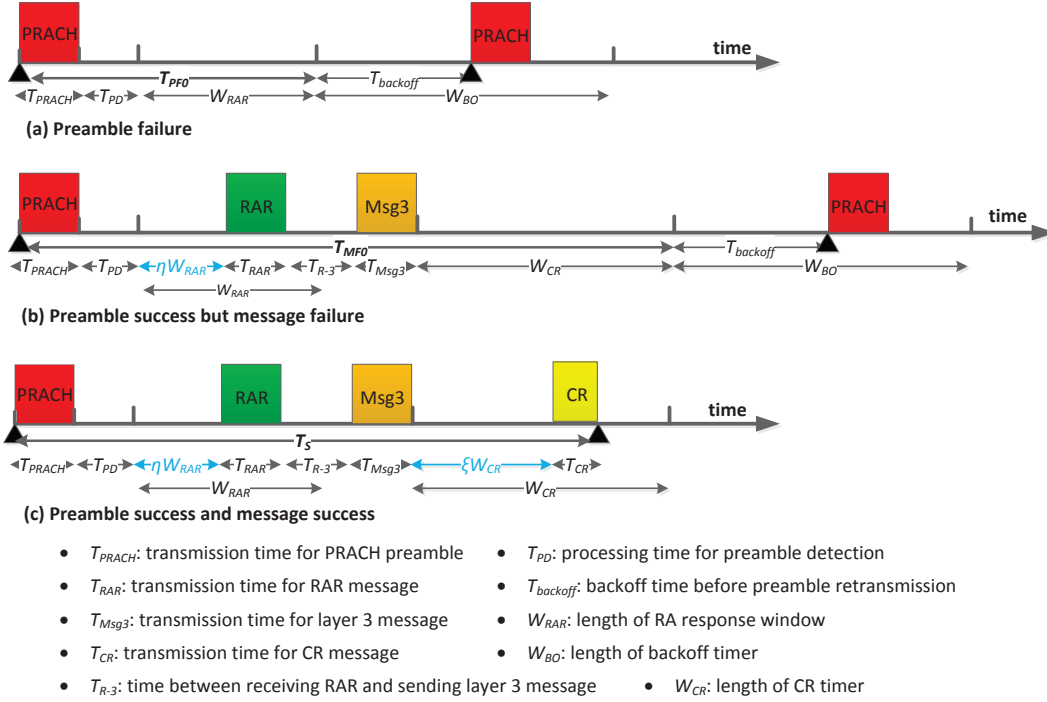 PRACH PRACH
time
T_PF0 T_backoff
T_PRACH T_PD W_RAR W_BO
(a) Preamble failure
PRACH RAR Msg3 PRACH
time
T_MF0 T_backoff
T_PRACH T_PD ηW_RAR T_RAR T_R-3 T_Msg3 W_CR W_BO
W_RAR
(b) Preamble success but message failure
PRACH RAR Msg3 CR
time
T_S
T_PRACH T_PD ηW_RAR T_RAR T_R-3 T_Msg3 ξW_CR T_CR
W_RAR W_CR
(c) Preamble success and message success
• T_PRACH: transmission time for PRACH preamble • T_PD: processing time for preamble detection
• T_RAR: transmission time for RAR message • T_backoff: backoff time before preamble retransmission
• T_Msg3: transmission time for layer 3 message • W_RAR: length of RA response window
• T_CR: transmission time for CR message • W_BO: length of backoff timer
• T_R-3: time between receiving RAR and sending layer 3 message • W_CR: length of CR timer